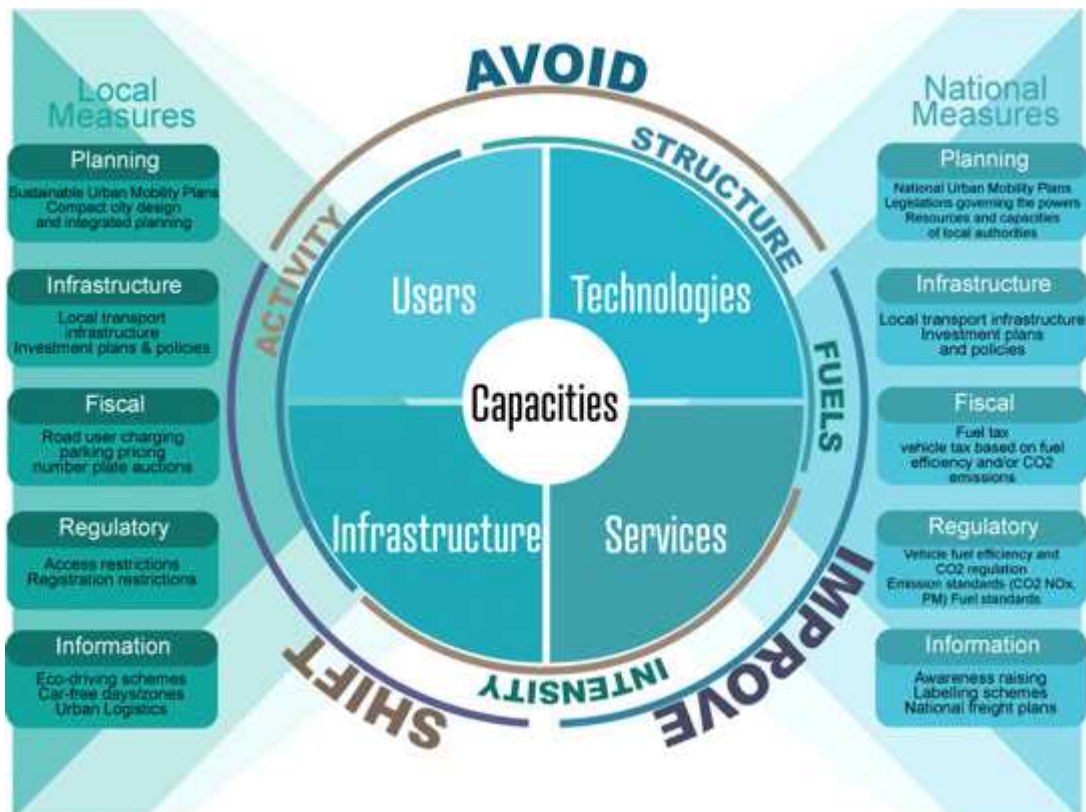 AVOID
Local
Measures
Planning
Sustainable Urban Mobility Plans
Compact city design
and integrated planning
Infrastructure
Local transport
infrastructure
Investment plans & policies
Fiscal
Road user charging
parking pricing
number plate auctions
Regulatory
Access restrictions
Registration restrictions
Information
Eco-driving schemes
Car-free days/zones
Urban Logistics
ACTIVITY
STRUCTURE
FUELS
INTENSITY
Users
Technologies
Capacities
Infrastructure
Services
SHIFT
IMPROVE
National
Measures
Planning
National Urban Mobility Plans
Legislations governing the powers
Resources and capacities
of local authorities
Infrastructure
Local transport infrastructure
Investment plans
and policies
Fiscal
Fuel tax
vehicle tax based on fuel
efficiency and/or CO2
emissions
Regulatory
Vehicle fuel efficiency and
CO2 regulation
Emission standards (CO2 NOx,
PM) Fuel standards
Information
Awareness raising
Labelling schemes
National freight plans